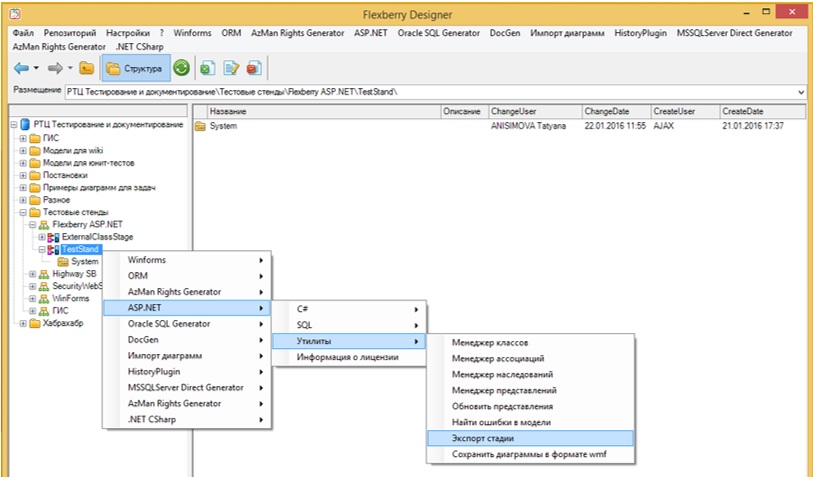 Flexberry Designer
Файл Репозиторий Настройки ? Winforms ORM AzMan Rights Generator ASP.NET Oracle SQL Generator DocGen Импорт диаграмм HistoryPlugin MSSQLServer Direct Generator
AzMan Rights Generator .NET CSharp
Структура
Размещение РТЦ Тестирование и документирование\Тестовые стенды\Flexberry ASP.NET\TestStand\
Название Описание ChangeUser ChangeDate CreateUser CreateDate
System ANISIMOVA Tatyana 22.01.2016 11:55 AJAX 21.01.2016 17:37
РТЦ Тестирование и документирование
ГИС
Модели для wiki
Модели для юнит-тестов
Постановки
Примеры диаграмм для задач
Разное
Тестовые стенды
Flexberry ASP.NET
ExternalClassStage
TestStand
System
Highway SB
SecurityWebS
WinForms
ГИС
Хабрахабр
Winforms
ORM
AzMan Rights Generator
ASP.NET
Oracle SQL Generator
DocGen
Импорт диаграмм
HistoryPlugin
MSSQLServer Direct Generator
AzMan Rights Generator
.NET CSharp
C#
SQL
Утилиты
Информация о лицензии
Менеджер классов
Менеджер ассоциаций
Менеджер наследований
Менеджер представлений
Обновить представления
Найти ошибки в модели
Экспорт стадии
Сохранить диаграммы в формате wmf